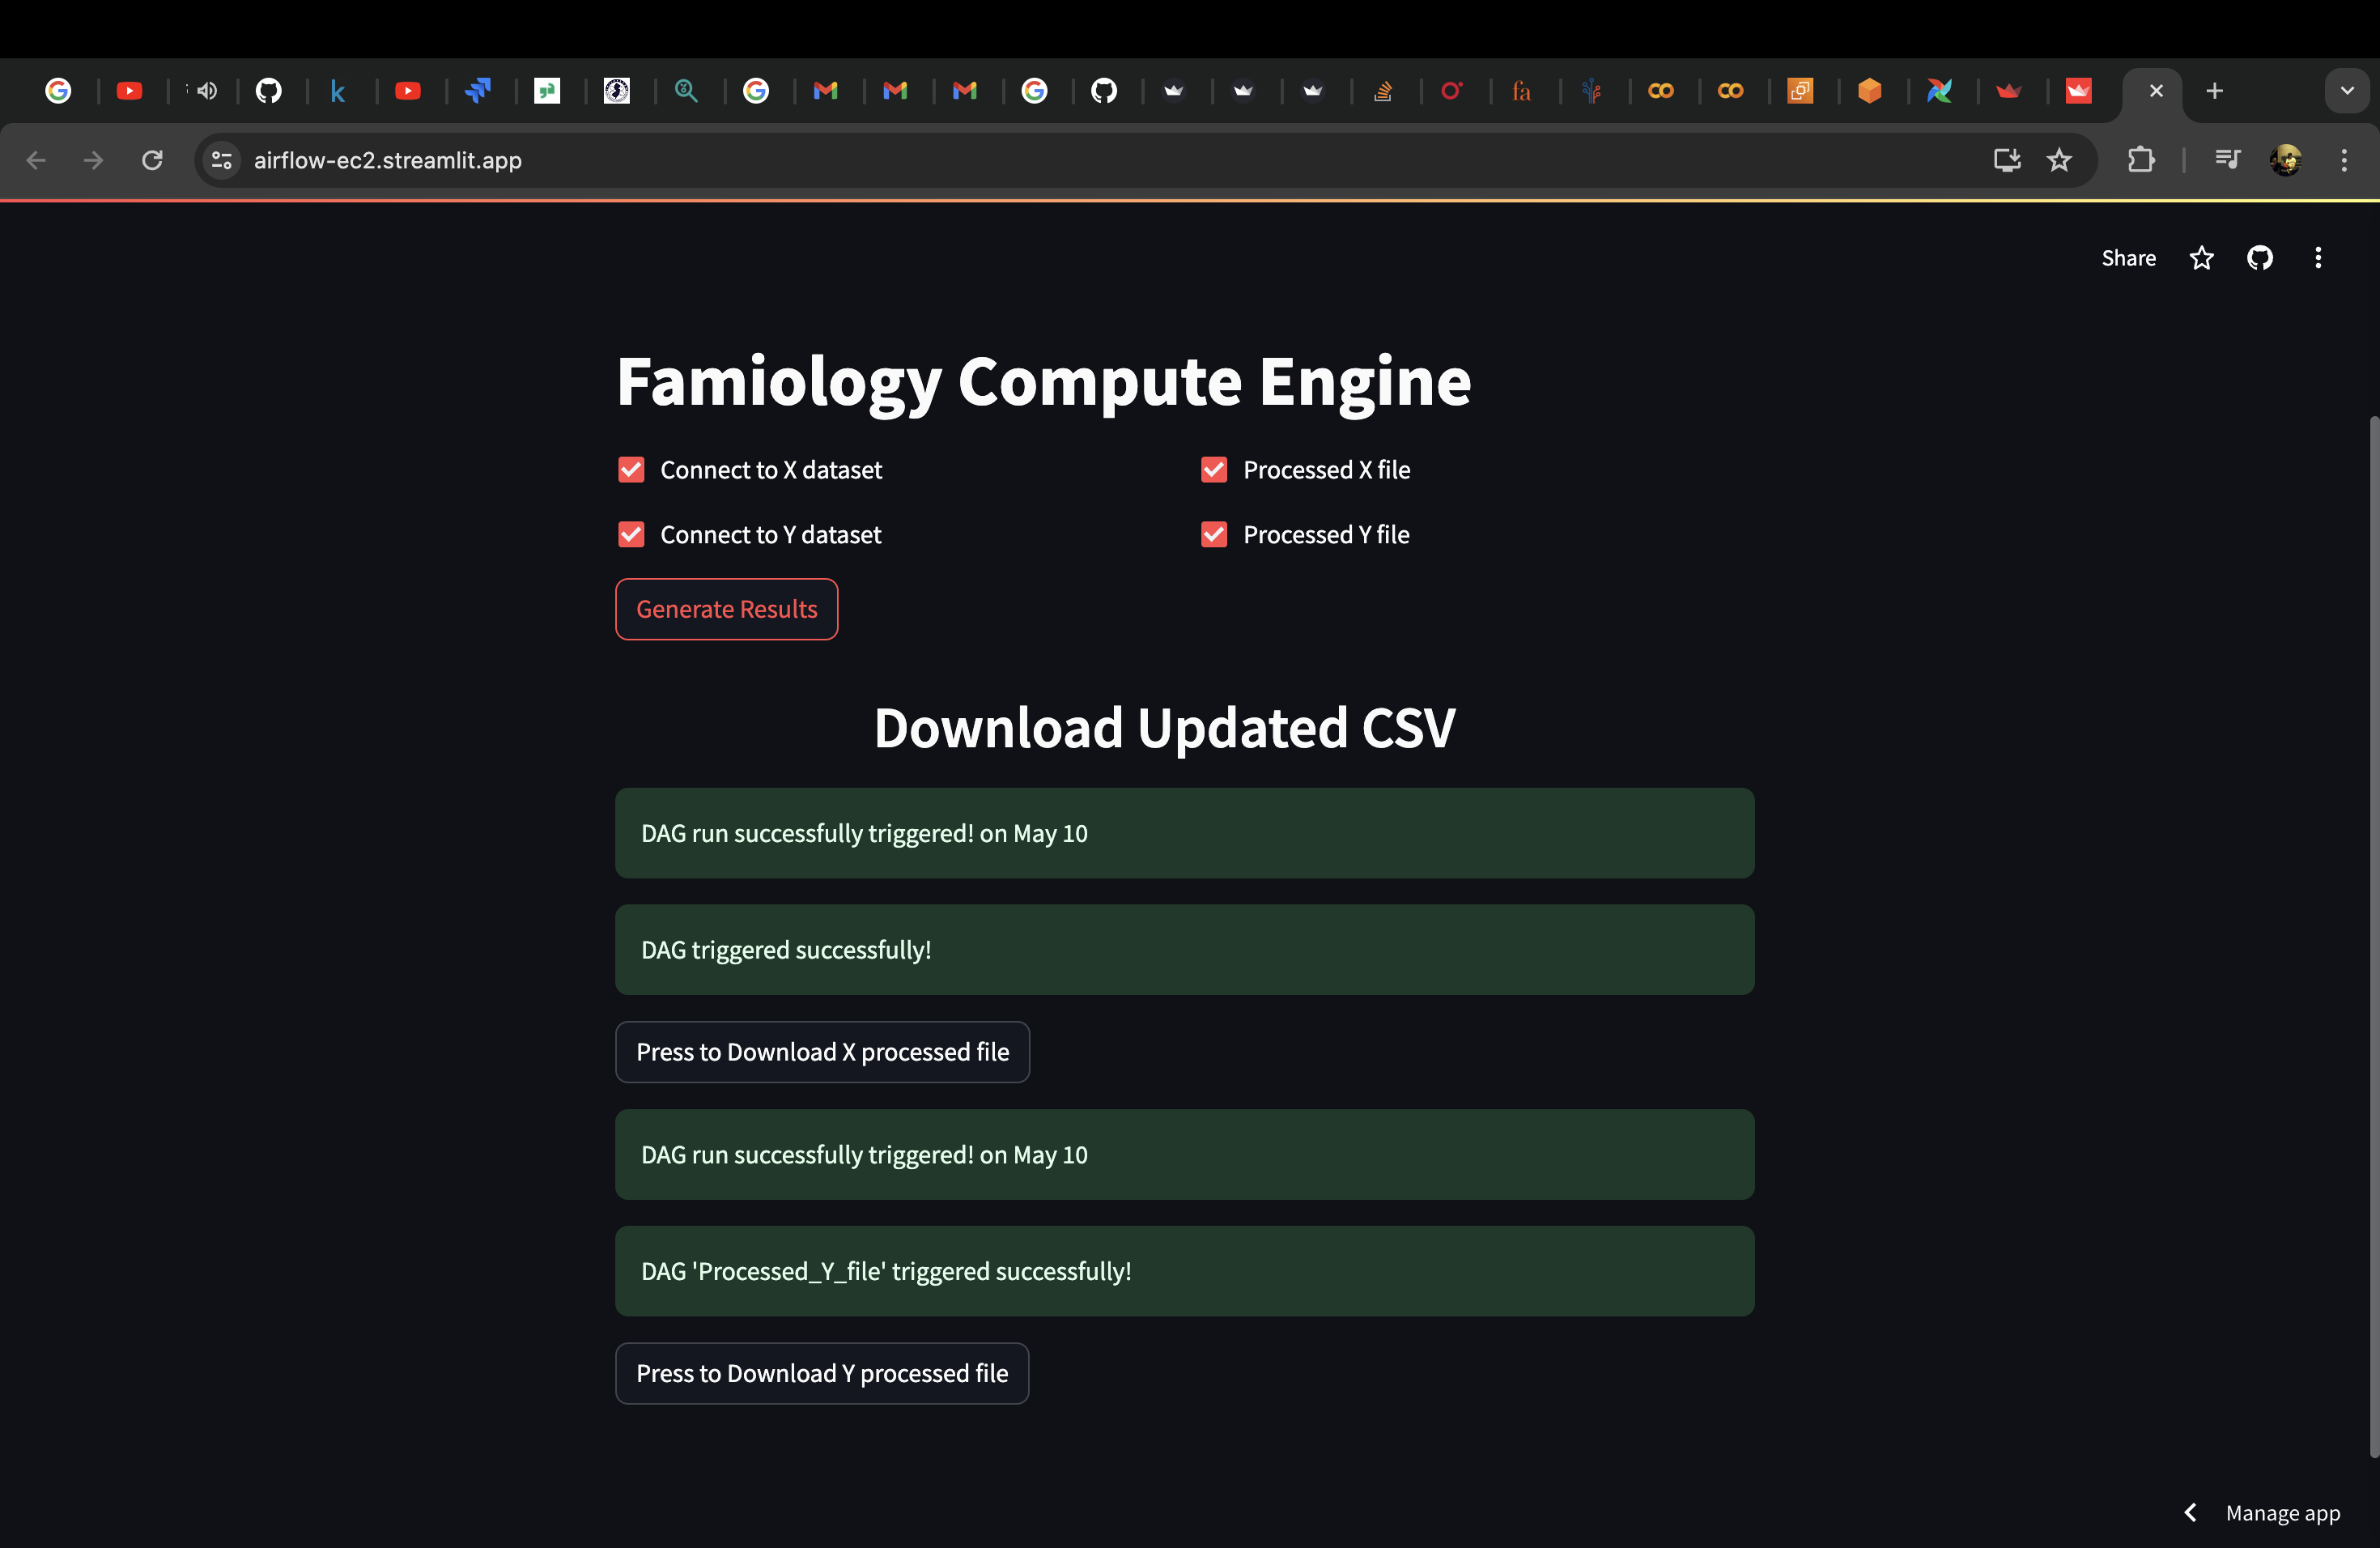 airflow-ec2.streamlit.app
Share
Famiology Compute Engine
Connect to X dataset
Processed X file
Connect to Y dataset
Processed Y file
Generate Results
Download Updated CSV
DAG run successfully triggered! on May 10
DAG triggered successfully!
Press to Download X processed file
DAG run successfully triggered! on May 10
DAG 'Processed_Y_file' triggered successfully!
Press to Download Y processed file
Manage app